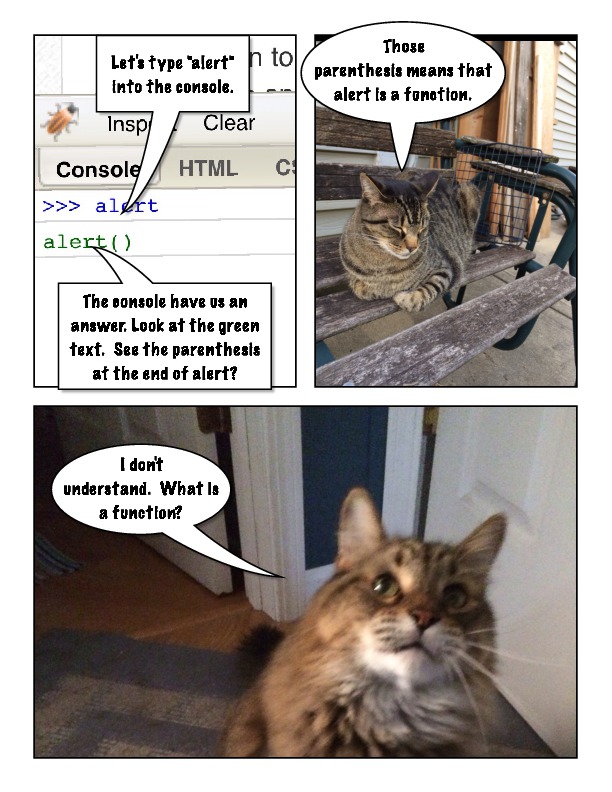 Let's type "alert"
into the console.
n to
Clear
Console
HTML
>>> alert
alert()
The console have us an
answer. Look at the green
text. See the parenthesis
at the end of alert?
Those
parenthesis means that
alert is a function.
I don't
understand. What is
a function?